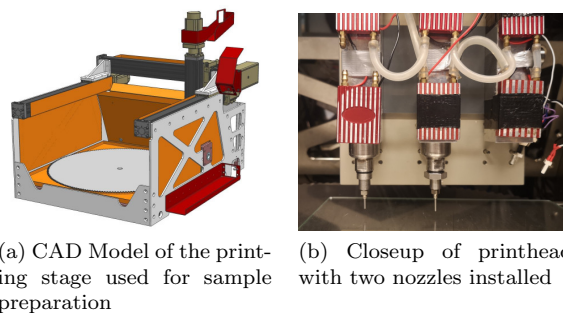 (a) CAD Model of the print-
ing stage used for sample
preparation
(b) Closeup of printhead
with two nozzles installed